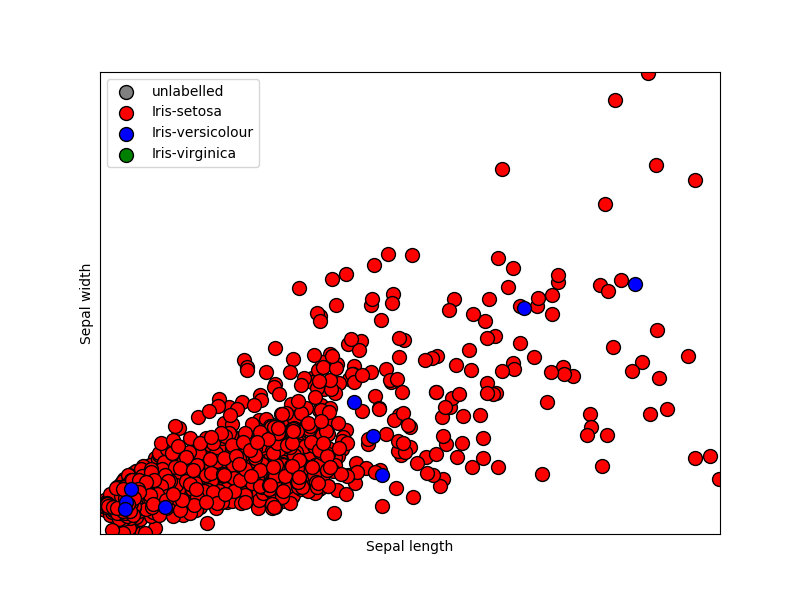 unlabelled
Iris-setosa
Iris-versicolour
Iris-virginica
Sepal width
Sepal length